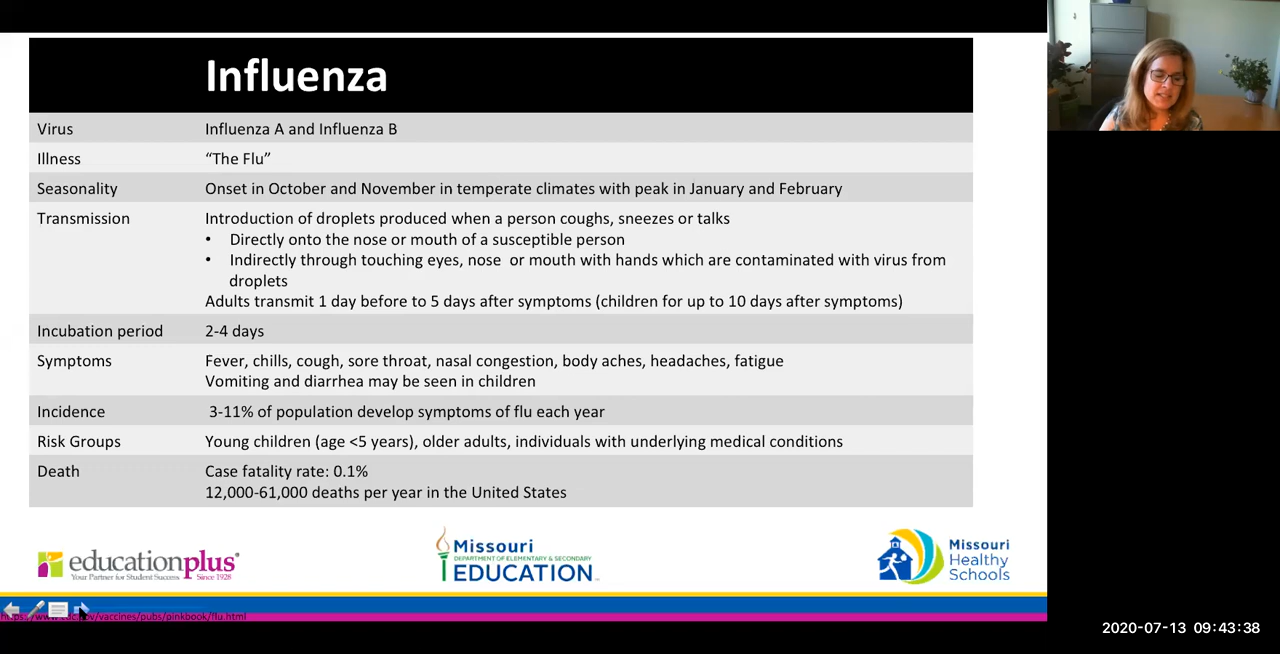 Influenza
Virus Influenza A and Influenza B
Illness “The Flu”
Seasonality Onset in October and November in temperate climates with peak in January and February
Transmission Introduction of droplets produced when a person coughs, sneezes or talks
• Directly onto the nose or mouth of a susceptible person
• Indirectly through touching eyes, nose or mouth with hands which are contaminated with virus from
droplets
Adults transmit 1 day before to 5 days after symptoms (children for up to 10 days after symptoms)
Incubation period 2-4 days
Symptoms Fever, chills, cough, sore throat, nasal congestion, body aches, headaches, fatigue
Vomiting and diarrhea may be seen in children
Incidence 3-11% of population develop symptoms of flu each year
Risk Groups Young children (age <5 years), older adults, individuals with underlying medical conditions
Death Case fatality rate: 0.1%
12,000-61,000 deaths per year in the United States
educationplus
Your Partner for Student Success Since 1928
Missouri
DEPARTMENT OF ELEMENTARY & SECONDARY
EDUCATION
Missouri
Healthy
Schools
/vaccines/pubs/pinkbook/flu.html
2020-07-13 09:43:38